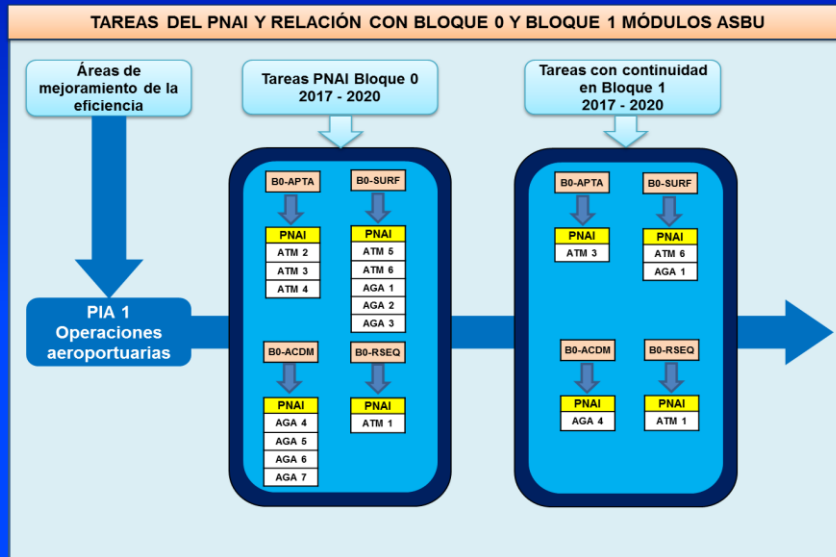 TAREAS DEL PNAI Y RELACIÓN CON BLOQUE 0 Y BLOQUE 1 MÓDULOS ASBU
Áreas de
mejoramiento de la
eficiencia
Tareas PNAI Bloque 0
2017 - 2020
Tareas con continuidad
en Bloque 1
2017 - 2020
PIA 1
Operaciones
aeroportuarias
B0-APTA
PNAI
ATM 2
ATM 3
ATM 4
B0-SURF
PNAI
ATM 5
ATM 6
AGA 1
AGA 2
AGA 3
B0-ACDM
PNAI
AGA 4
AGA 5
AGA 6
AGA 7
B0-RSEQ
PNAI
ATM 1
B0-APTA
PNAI
ATM 3
B0-SURF
PNAI
ATM 6
AGA 1
B0-ACDM
PNAI
AGA 4
B0-RSEQ
PNAI
ATM 1